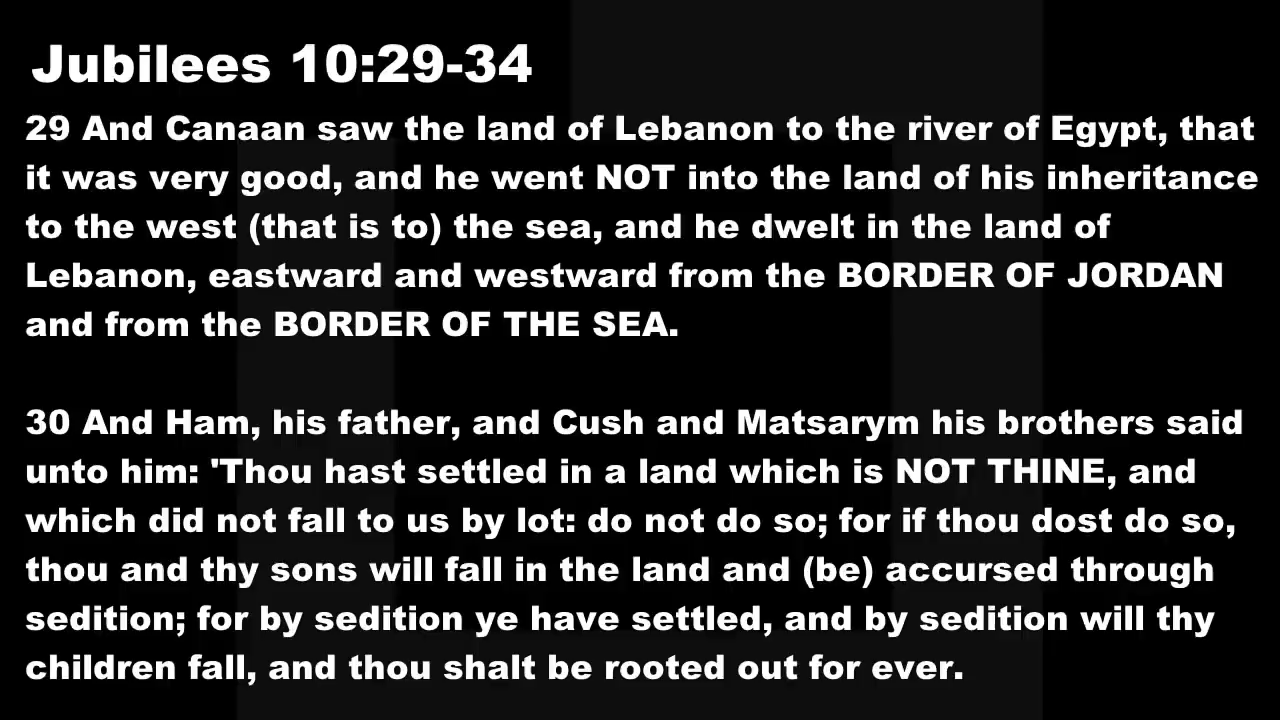 Jubilees 10:29-34
29 And Canaan saw the land of Lebanon to the river of Egypt, that
it was very good, and he went NOT into the land of his inheritance
to the west (that is to) the sea, and he dwelt in the land of
Lebanon, eastward and westward from the BORDER OF JORDAN
and from the BORDER OF THE SEA.
30 And Ham, his father, and Cush and Matsarym his brothers said
unto him: 'Thou hast settled in a land which is NOT THINE, and
which did not fall to us by lot: do not do so; for if thou dost do so,
thou and thy sons will fall in the land and (be) accursed through
sedition; for by sedition ye have settled, and by sedition will thy
children fall, and thou shalt be rooted out for ever.